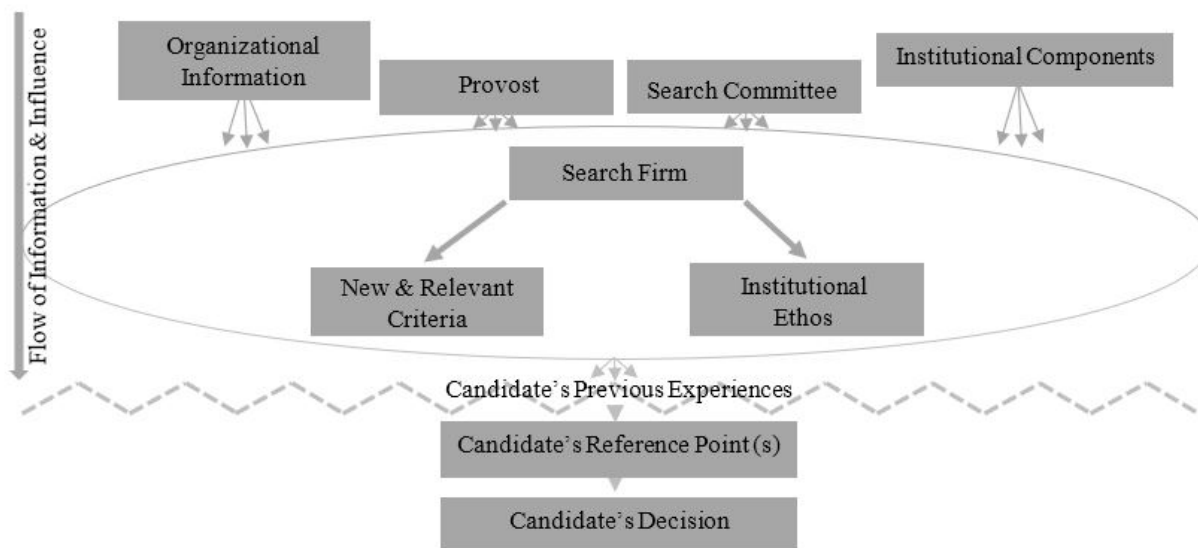 Flow of Information & Influence
Organizational
Information
Provost
Search Committee
Institutional Components
Search Firm
New & Relevant
Criteria
Institutional
Ethos
Candidate’s Previous Experiences
Candidate’s Reference Point (s)
Candidate’s Decision